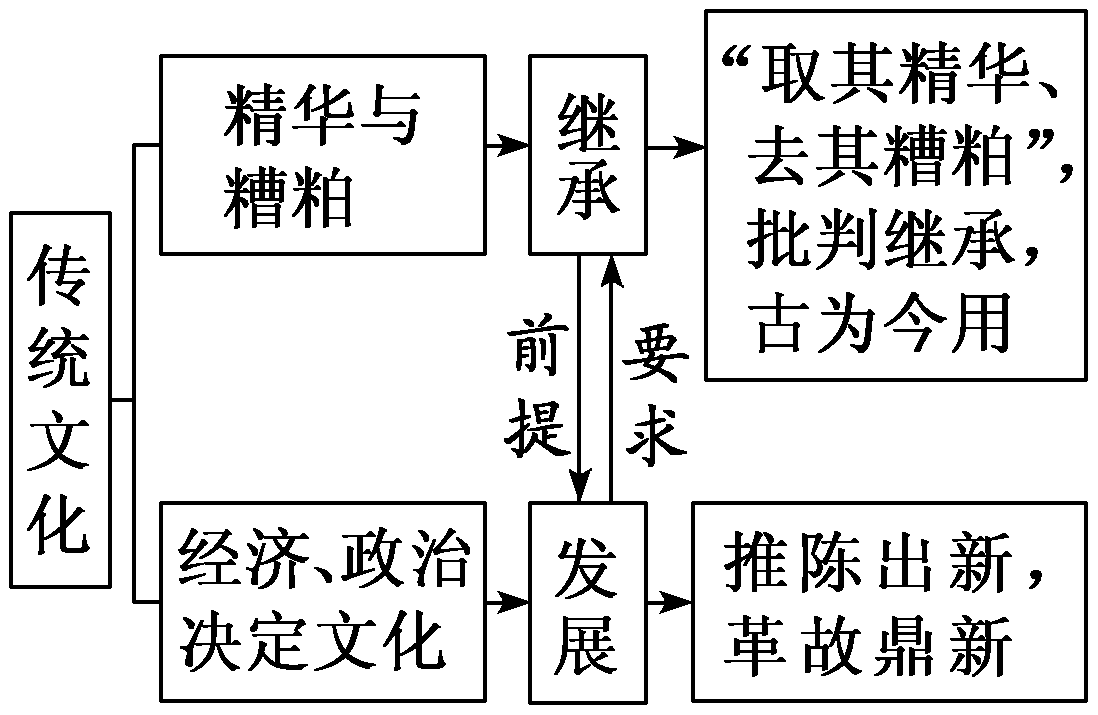 传统文化
精华与
糟粕
继承
“取其精华、
去其糟粕”，
批判继承，
古为今用
前提
要求
经济、政治
决定文化
发展
推陈出新，
革故鼎新